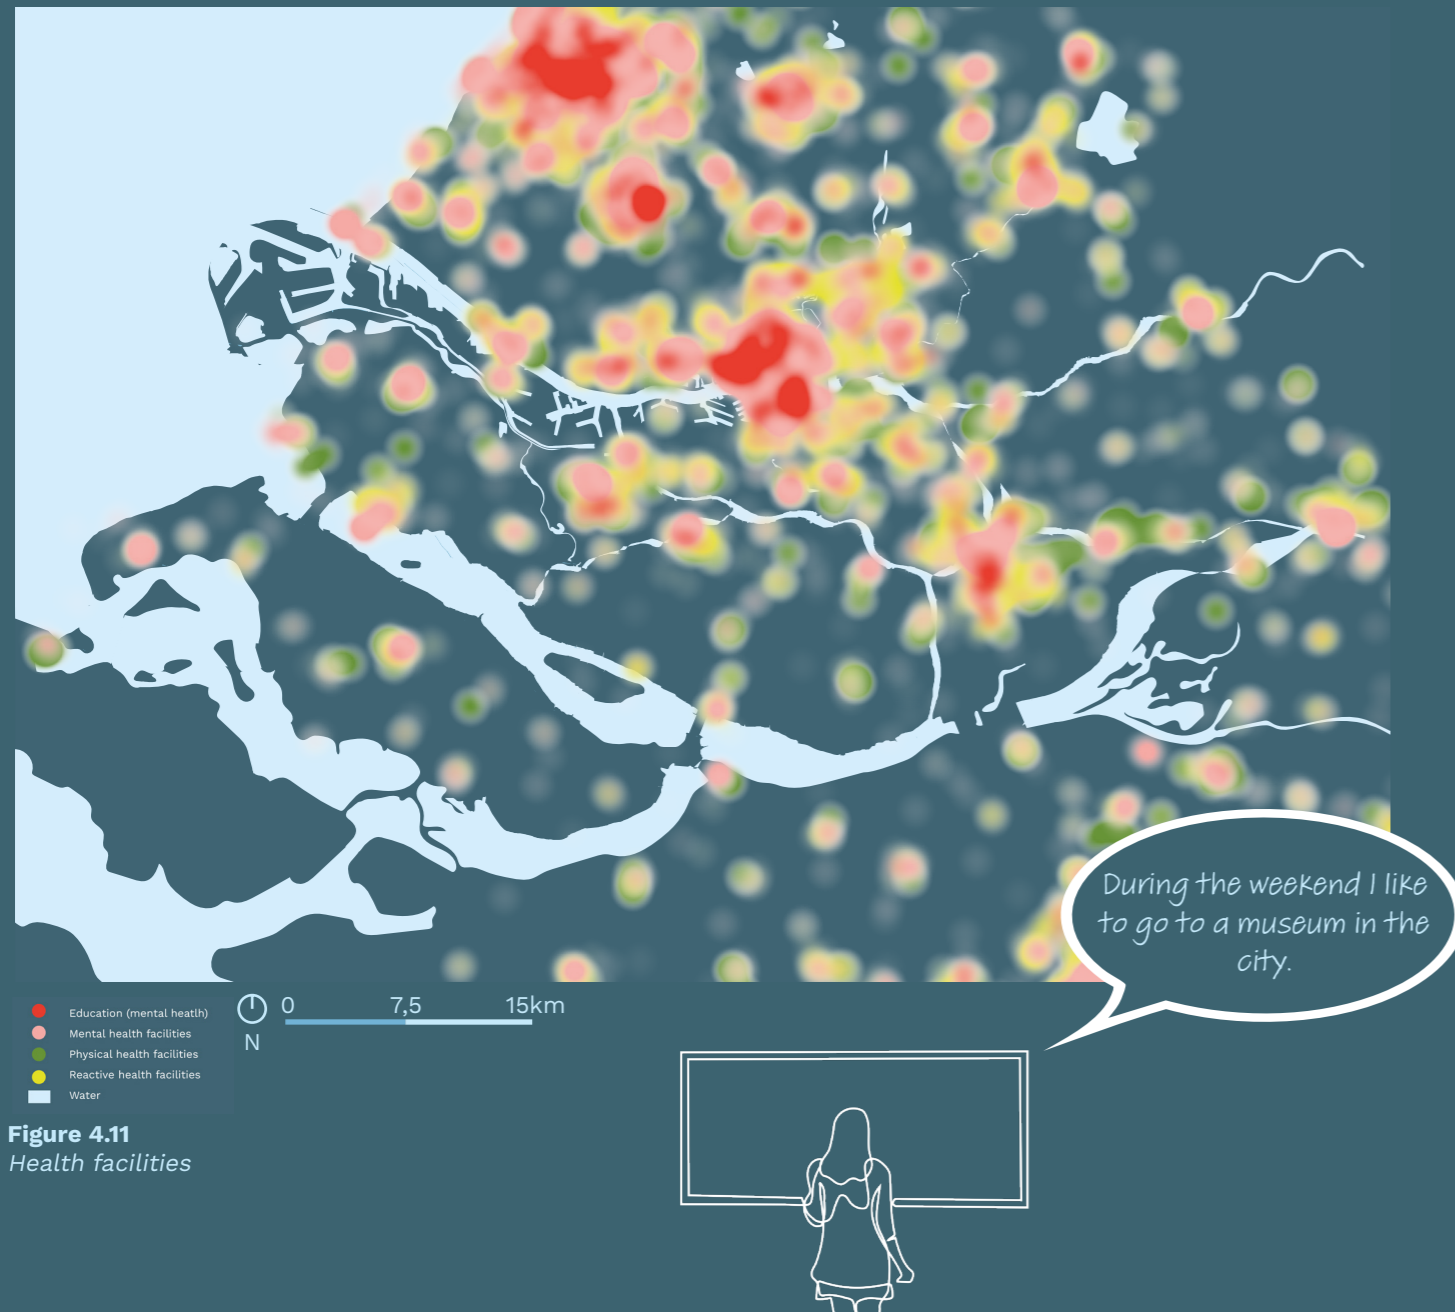 During the weekend I like
to go to a museum in the
city.
0 7,5 15km
N
Education (mental heatlh)
Mental health facilities
Physical health facilities
Reactive health facilities
Water
Figure 4.11
Health facilities